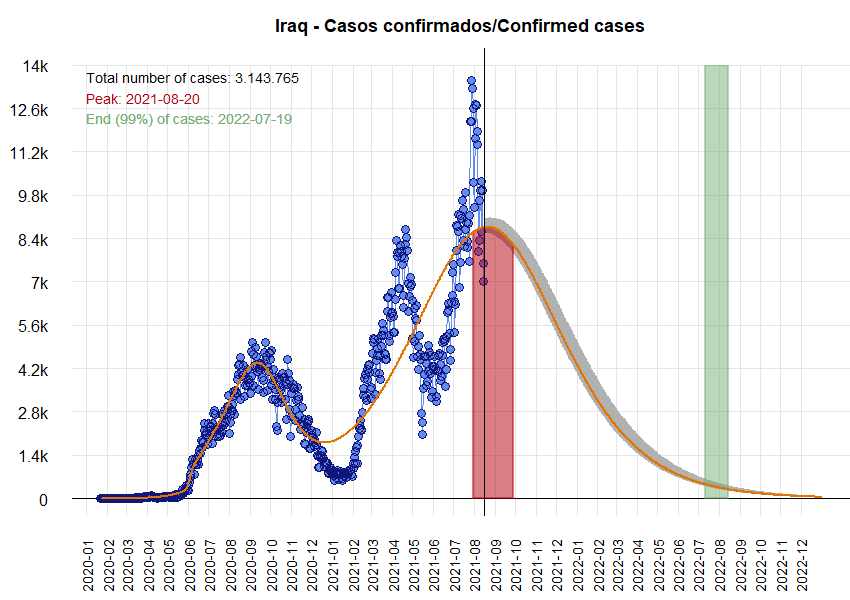 Iraq - Casos confirmados/Confirmed cases
14k
12.6k
11.2k
9.8k
8.4k
7k
5.6k
4.2k
2.8k
1.4k
0
Total number of cases: 3.143.765
Peak: 2021-08-20
End (99%) of cases: 2022-07-19
2020-01
2020-02
2020-03
2020-04
2020-05
2020-06
2020-07
2020-08
2020-09
2020-10
2020-11
2020-12
2021-01
2021-02
2021-03
2021-04
2021-05
2021-06
2021-07
2021-08
2021-09
2021-10
2021-11
2021-12
2022-01
2022-02
2022-03
2022-04
2022-05
2022-06
2022-07
2022-08
2022-09
2022-10
2022-11
2022-12